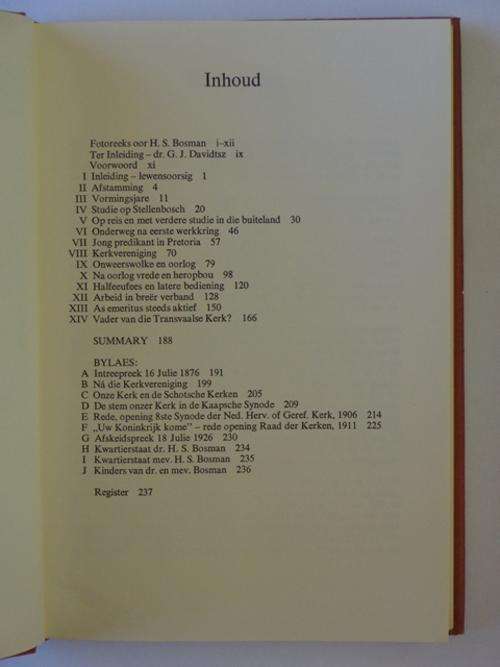 Inhoud
Fotoreeks oor H. S. Bosman i–xii
Ter Inleiding – dr. G. J. Davidtsz ix
Voorwoord xi
I Inleiding – lewensoorsig 1
II Afstamming 4
III Vormingsjare 11
IV Studie op Stellenbosch 20
V Op reis en met verdere studie in die buiteland 30
VI Onderweg na eerste werkkring 46
VII Jong predikant in Pretoria 57
VIII Kerkvereniging 70
IX Onweerswolke en oorlog 79
X Na oorlog vrede en heropbou 98
XI Halfeeufees en latere bediening 120
XII Arbeid in breër verband 128
XIII As emeritus steeds aktief 150
XIV Vader van die Transvaalse Kerk? 166
SUMMARY 188
BYLAES:
A Intreepreek 16 Julie 1876 191
B Ná die Kerkvereniging 199
C Onze Kerk en de Schotsche Kerken 205
D De stem onzer Kerk in de Kaapsche Synode 209
E Rede, opening 8ste Synode der Ned. Herv. of Geref. Kerk, 1906 214
F „Uw Koninkrijk kome” – rede opening Raad der Kerken, 1911 225
G Afskeidspreek 18 Julie 1926 230
H Kwartierstaat dr. H. S. Bosman 234
I Kwartierstaat mev. H. S. Bosman 235
J Kinders van dr. en mev. Bosman 236
Register 237